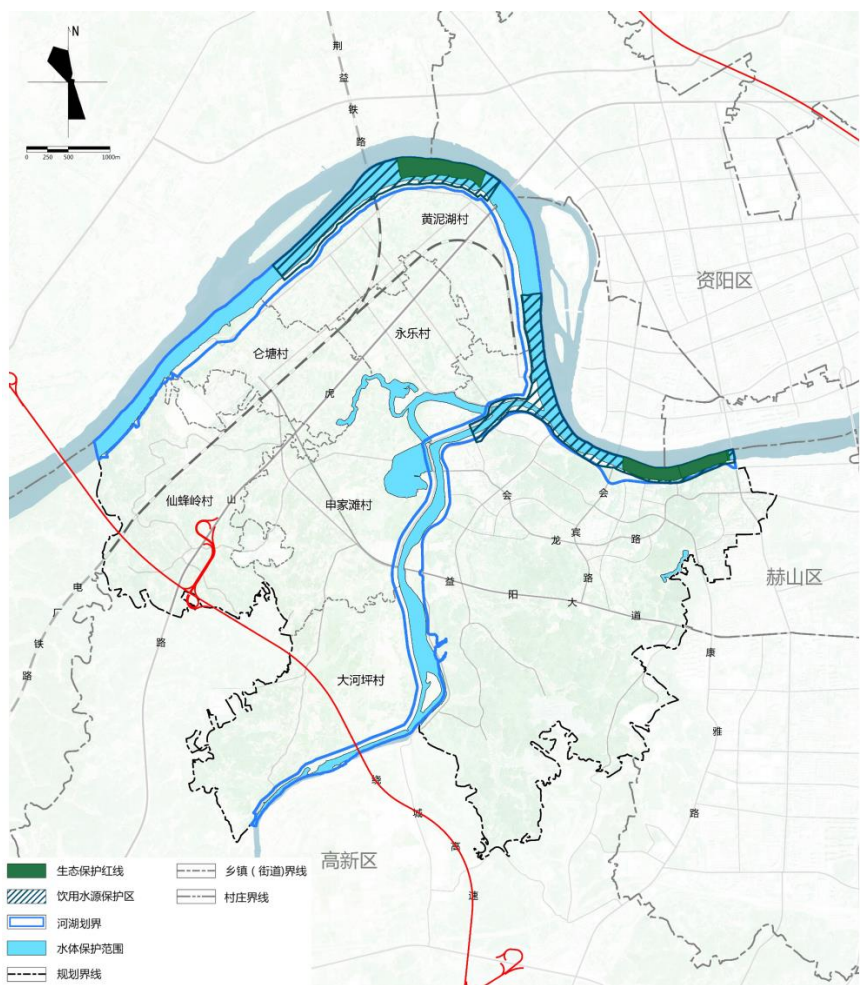 N
0 250 500 1000m
荆益铁路
黄泥湖村
资阳区
永乐村
仑塘村
虎
仙蜂岭村
山
申家滩村
会
会
龙
宾
路
路
赫山区
益
阳
大
道
电厂铁路
路
康
雅
路
大河坪村
绕
城
高
速
高新区
生态保护红线
乡镇（街道)界线
饮用水源保护区
村庄界线
河湖划界
水体保护范围
规划界线